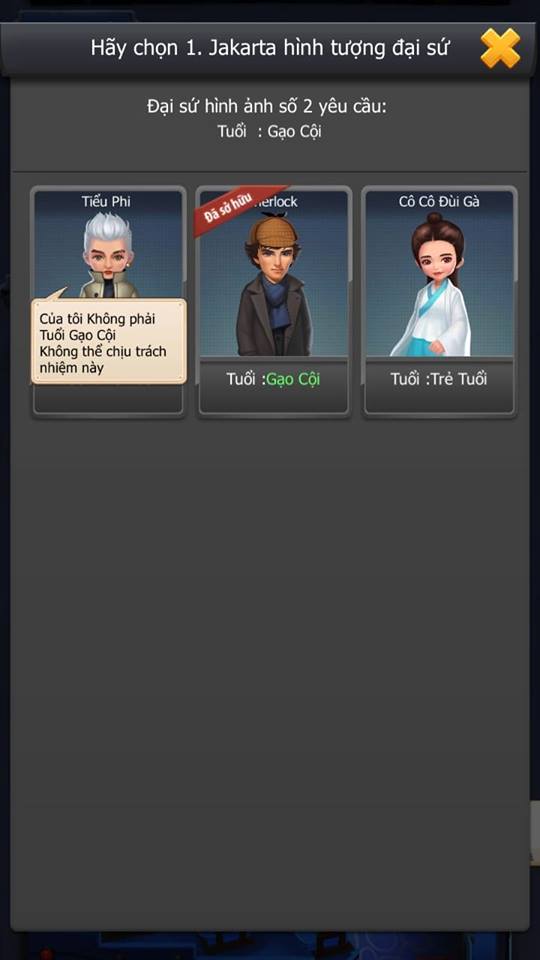 Hãy chọn 1. Jakarta hình tượng đại sứ
Đại sứ hình ảnh số 2 yêu cầu:
Tuổi : Gạo Cội
Tiểu Phi
Đã sở hữu
erlock
Cô Cô Đùi Gà
Của tôi Không phải
Tuổi Gạo Cội
Không thể chịu trách
nhiệm này
Tuổi :Gạo Cội
Tuổi :Trẻ Tuổi